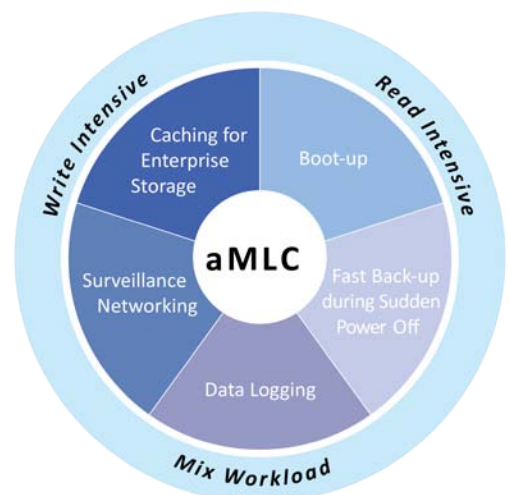 Write Intensive
Read Intensive
Caching for
Enterprise
Storage
Boot-up
aMLC
Surveillance
Networking
Fast Back-up
during Sudden
Power Off
Data Logging
Mix Workload